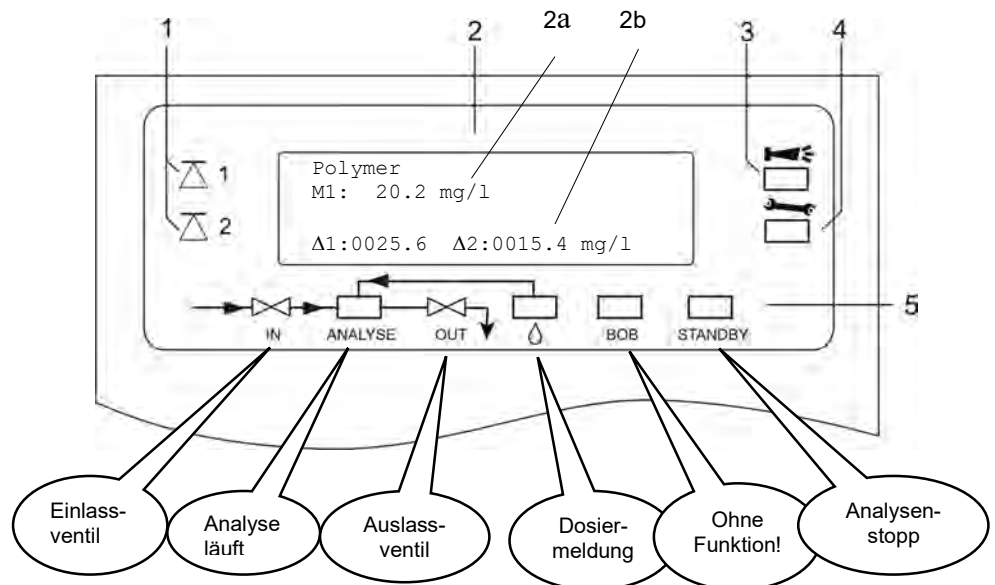 1
2
2a
2b
3
4
1
2
Polymer
M1: 20.2 mg/l
Δ1:0025.6 Δ2:0015.4 mg/l
5
IN
ANALYSE
OUT
BOB
STANDBY
Einlass-
ventil
Analyse
läuft
Auslass-
ventil
Dosier-
meldung
Ohne
Funktion!
Analysen-
stopp